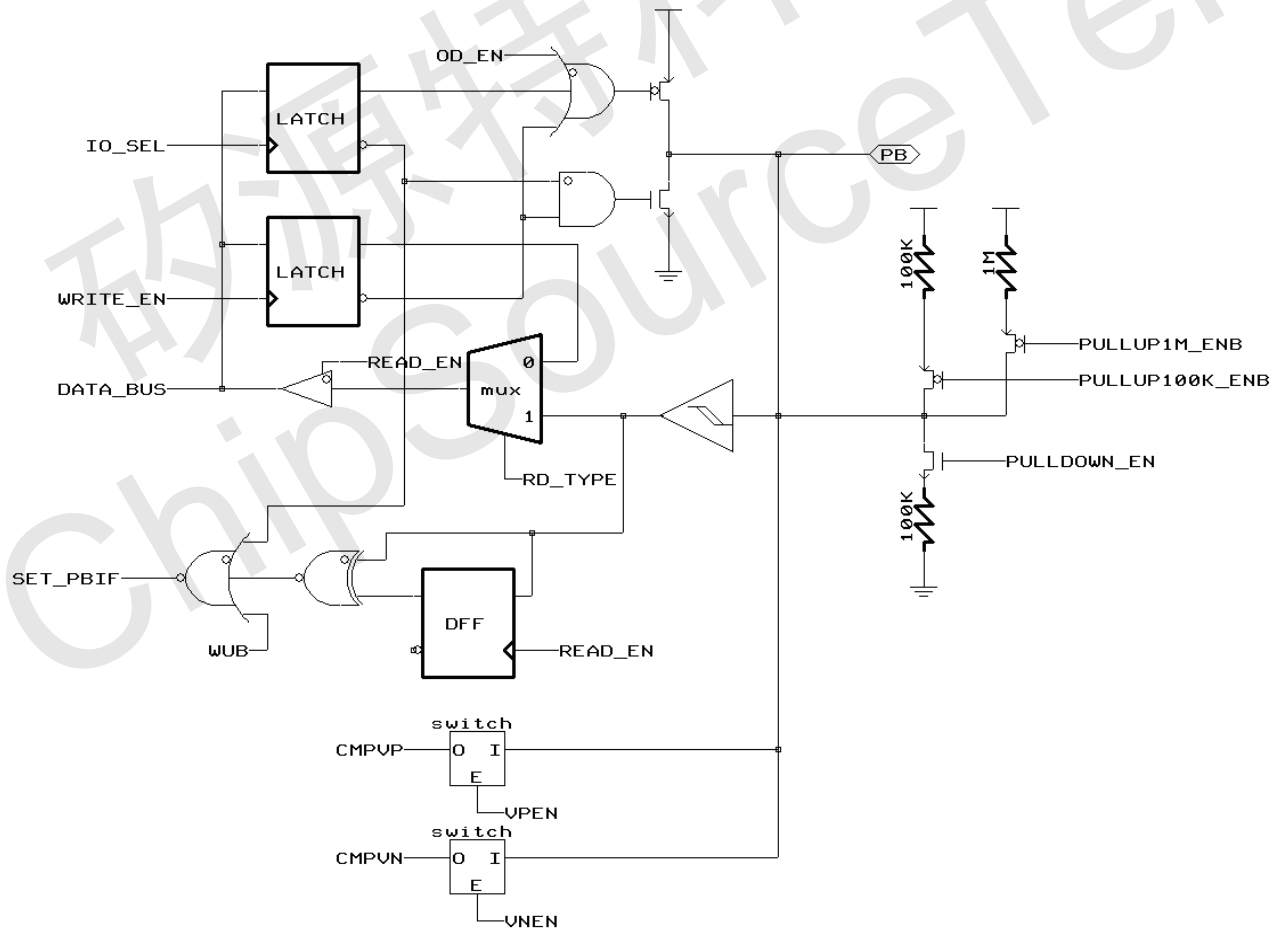 矽源特科
ChipSourceTe
OD_EN
LATCH
IO_SEL
PB
LATCH
WRITE_EN
100K
1M
READ_EN
0
PULLUP1M_ENB
DATA_BUS
mux
PULLUP100K_ENB
1
PULLDOWN_EN
RD_TYPE
100K
SET_PBIF
DFF
WUB
READ_EN
switch
CMPVP
O I
E
VPEN
switch
CMPVN
O I
E
VNEN